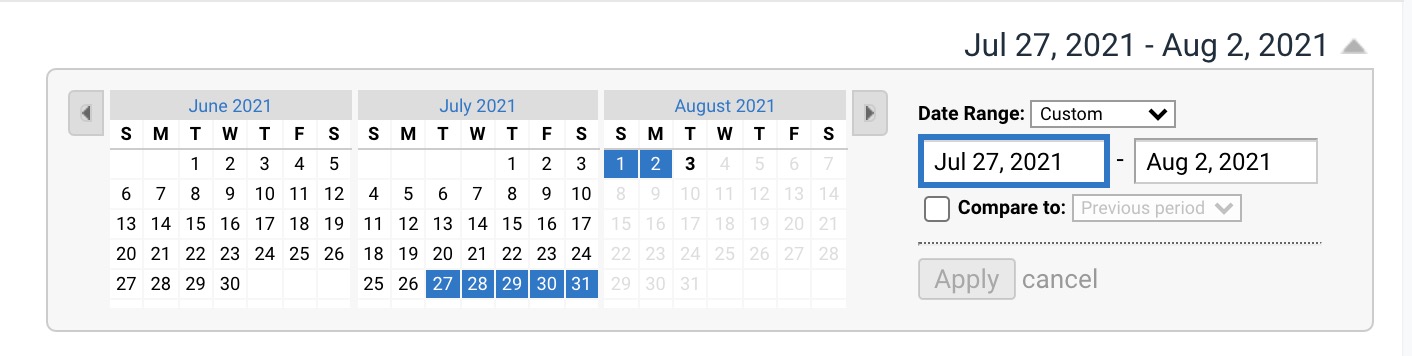 Jul 27, 2021 - Aug 2, 2021
June 2021
S M T W T F S
1 2 3 4 5
6 7 8 9 10 11 12
13 14 15 16 17 18 19
20 21 22 23 24 25 26
27 28 29 30
July 2021
S M T W T F S
1 2 3
4 5 6 7 8 9 10
11 12 13 14 15 16 17
18 19 20 21 22 23 24
25 26 27 28 29 30 31
August 2021
S M T W T F S
1 2 3 4 5 6 7
8 9 10 11 12 13 14
15 16 17 18 19 20 21
22 23 24 25 26 27 28
29 30 31
Date Range: Custom
Jul 27, 2021 - Aug 2, 2021
Compare to: Previous period
Apply cancel